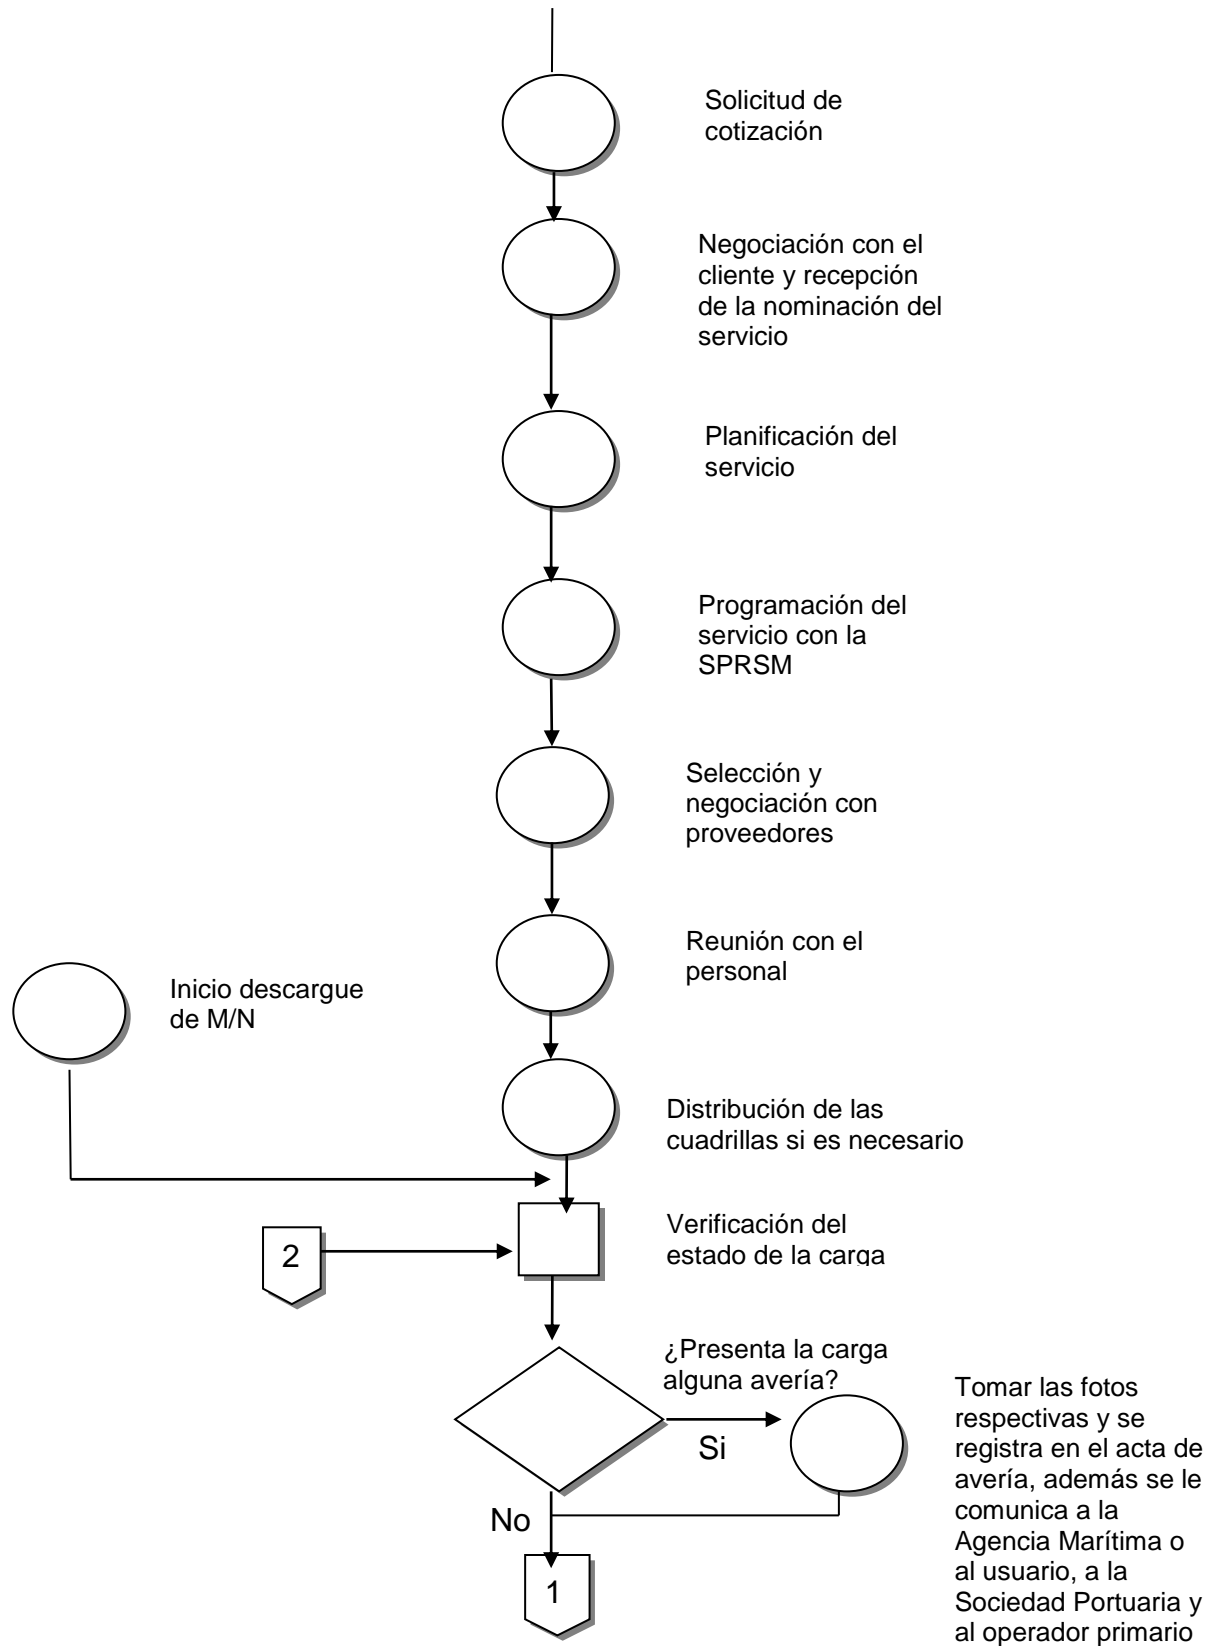 Solicitud de
cotización
Negociación con el
cliente y recepción
de la nominación del
servicio
Planificación del
servicio
Programación del
servicio con la
SPRSM
Selección y
negociación con
proveedores
Reunión con el
personal
Inicio descargue
de M/N
Distribución de las
cuadrillas si es necesario
Verificación del
estado de la carga
2
¿Presenta la carga
alguna avería?
Si
No
1
Tomar las fotos
respectivas y se
registra en el acta de
avería, además se le
comunica a la
Agencia Marítima o
al usuario, a la
Sociedad Portuaria y
al operador primario